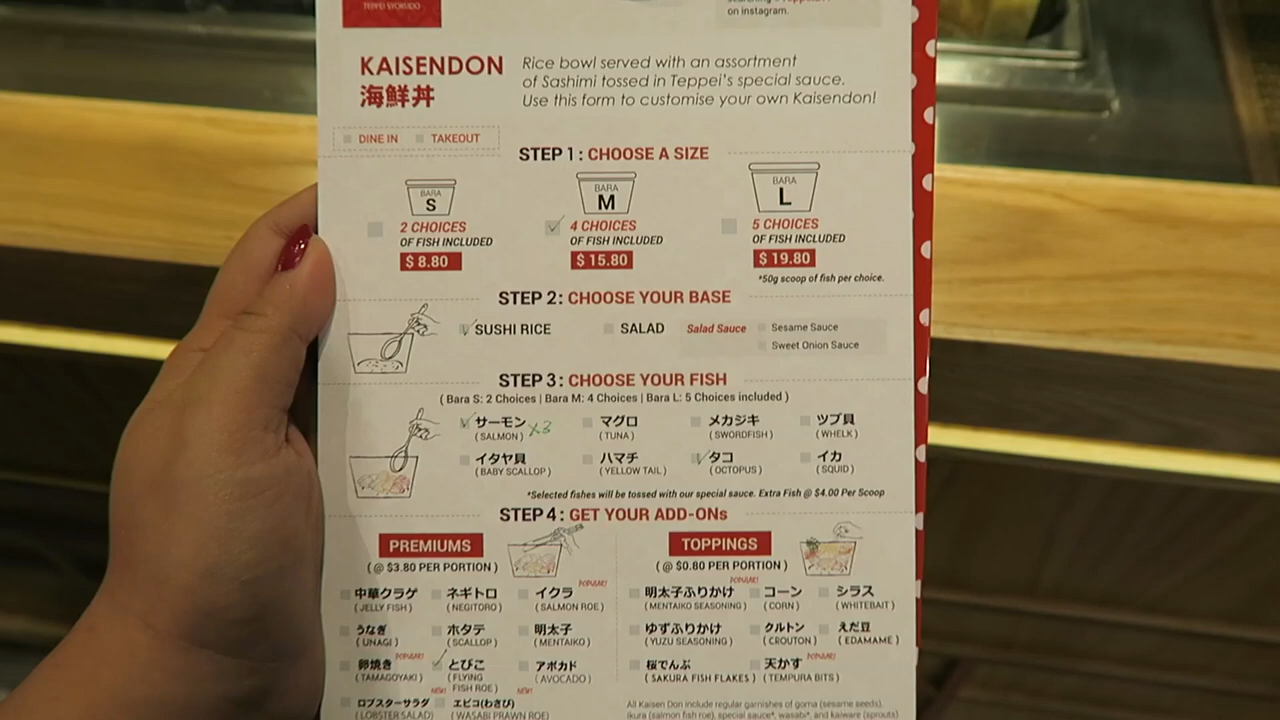 TEPPEI SYOKUDO
on instagram.
KAISENDON
海鮮丼
Rice bowl served with an assortment
of Sashimi tossed in Teppei's special sauce.
Use this form to customise your own Kaisendon!
DINE IN TAKEOUT
STEP 1: CHOOSE A SIZE
BARA S
BARA M
BARA L
2 CHOICES
OF FISH INCLUDED
$ 8.80
4 CHOICES
OF FISH INCLUDED
$ 15.80
5 CHOICES
OF FISH INCLUDED
$ 19.80
*50g scoop of fish per choice.
STEP 2: CHOOSE YOUR BASE
SUSHI RICE SALAD Salad Sauce Sesame Sauce
Sweet Onion Sauce
STEP 3: CHOOSE YOUR FISH
( Bara S: 2 Choices | Bara M: 4 Choices | Bara L: 5 Choices included )
サーモン x3 マグロ メカジキ ツブ貝
( SALMON ) ( TUNA ) ( SWORDFISH ) ( WHELK )
イタヤ貝 ハマチ タコ イカ
( BABY SCALLOP ) ( YELLOW TAIL ) ( OCTOPUS ) ( SQUID )
*Selected fishes will be tossed with our special sauce. Extra Fish @ $4.00 Per Scoop
STEP 4: GET YOUR ADD-ONs
PREMIUMS
( @ $3.80 PER PORTION )
POPULAR!
中華クラゲ ネギトロ イクラ
( JELLY FISH ) ( NEGITORO ) ( SALMON ROE )
うなぎ ホタテ 明太子
( UNAGI ) ( SCALLOP ) ( MENTAIKO )
POPULAR!
卵焼き とびこ アボカド
( TAMAGOYAKI ) ( FLYING FISH ROE ) ( AVOCADO )
NEW! NEW!
ロブスターサラダ エビコ(わさび)
( LOBSTER SALAD ) ( WASABI PRAWN ROE )
TOPPINGS
( @ $0.80 PER PORTION )
POPULAR!
明太子ふりかけ コーン シラス
( MENTAIKO SEASONING ) ( CORN ) ( WHITEBAIT )
ゆずふりかけ クルトン えだ豆
( YUZU SEASONING ) ( CROUTON ) ( EDAMAME )
POPULAR!
桜でんぶ 天かす
( SAKURA FISH FLAKES ) ( TEMPURA BITS )
All Kaisen Don include regular garnishes of goma (sesame seeds),
ikura (salmon fish roe), special sauce*, wasabi*, and kaiware (sprouts)